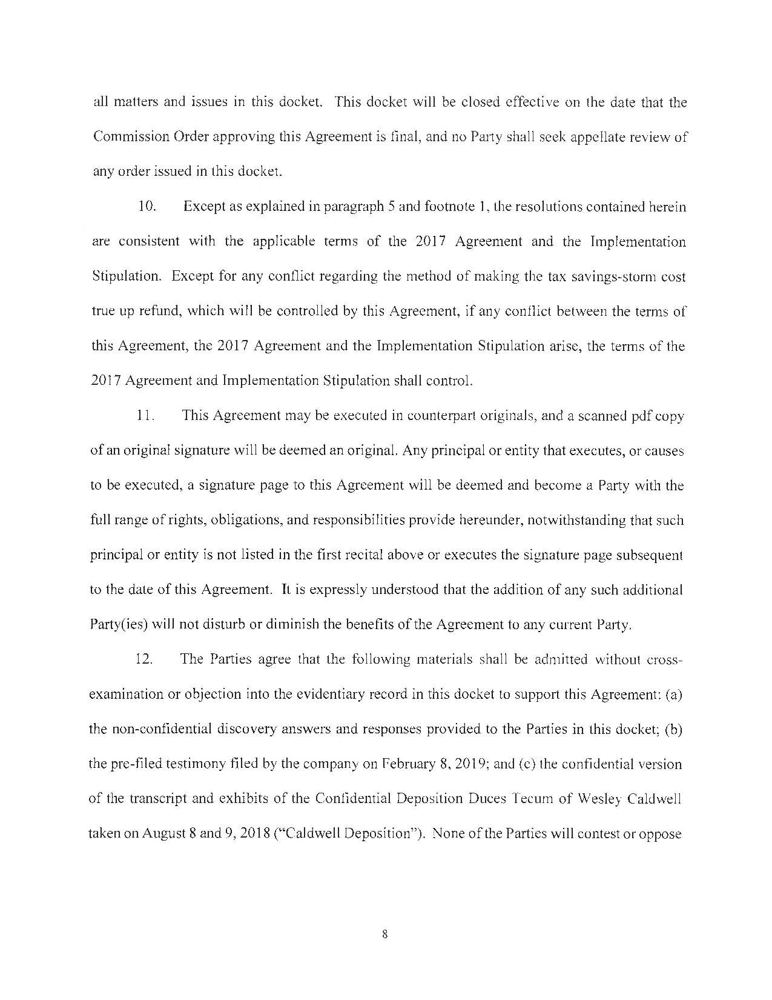 all matters and issues in this docket. This docket will be closed effective on the date that the
Commission Order approving this Agreement is final, and no Party shall seek appellate review of
any order issued in this docket.
10. Except as explained in paragraph 5 and footnote 1, the resolutions contained herein
are consistent with the applicable terms of the 2017 Agreement and the Implementation
Stipulation. Except for any conflict regarding the method of making the tax savings-storm cost
true up refund, which will be controlled by this Agreement, if any conflict between the terms of
this Agreement, the 2017 Agreement and the Implementation Stipulation arise, the terms of the
2017 Agreement and Implementation Stipulation shall control.
11. This Agreement may be executed in counterpart originals, and a scanned pdf copy
of an original signature will be deemed an original. Any principal or entity that executes, or causes
to be executed, a signature page to this Agreement will be deemed and become a Party with the
full range of rights, obligations, and responsibilities provide hereunder, notwithstanding that such
principal or entity is not listed in the first recital above or executes the signature page subsequent
to the date of this Agreement. It is expressly understood that the addition of any such additional
Party(ies) will not disturb or diminish the benefits of the Agreement to any current Party.
12. The Parties agree that the following materials shall be admitted without cross-
examination or objection into the evidentiary record in this docket to support this Agreement: (a)
the non-confidential discovery answers and responses provided to the Parties in this docket; (b)
the pre-filed testimony filed by the company on February 8, 2019; and (c) the confidential version
of the transcript and exhibits of the Confidential Deposition Duces Tecum of Wesley Caldwell
taken on August 8 and 9, 2018 (“Caldwell Deposition”). None of the Parties will contest or oppose
8